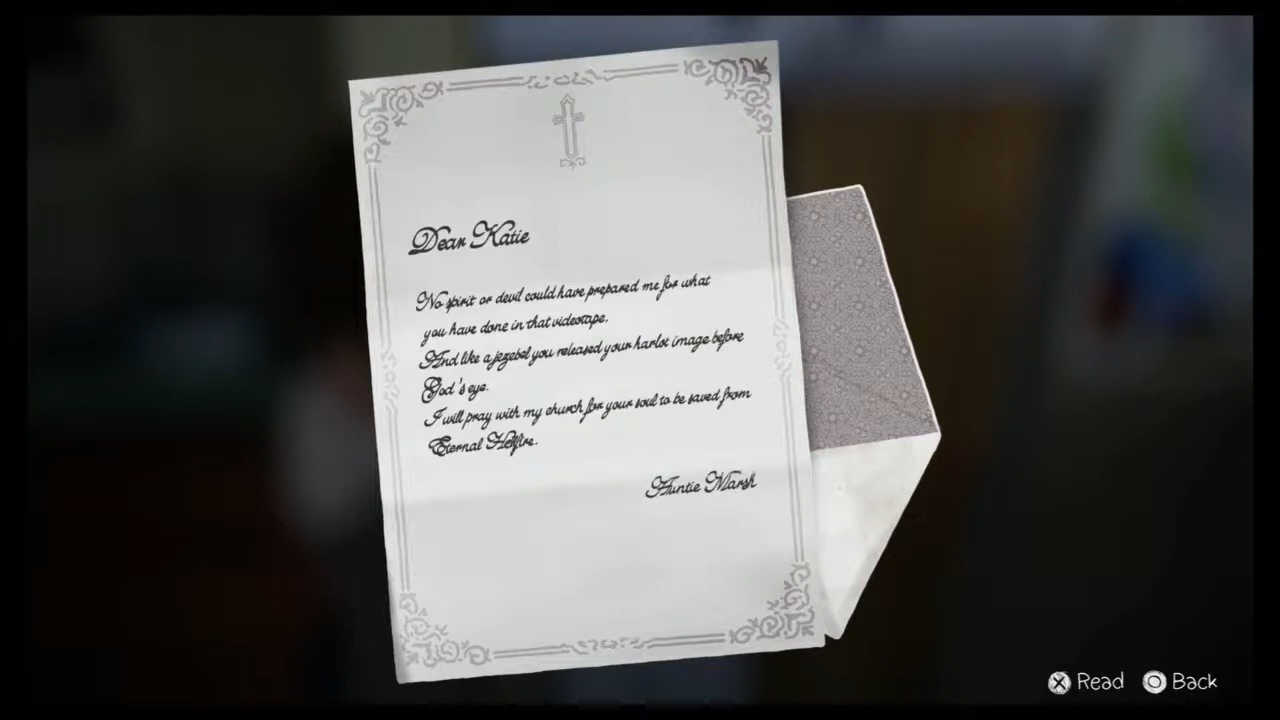 Dear Katie
No spirit or devil could have prepared me for what
you have done in that videotape.
And like a jezebel you released your harlot image before
God's eye.
I will pray with my church for your soul to be saved from
Eternal Hellfire.
Auntie Marsh
Read Back